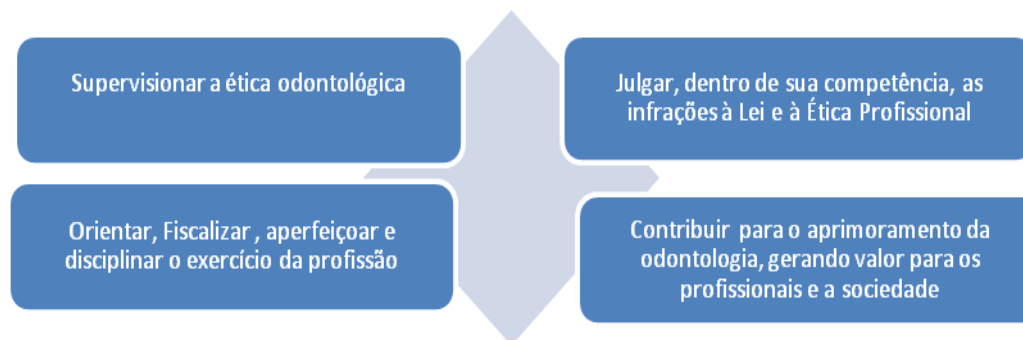 Supervisionar a ética odontológica
Julgar, dentro de sua competência, as
infrações à Lei e à Ética Profissional
Orientar, Fiscalizar , aperfeiçoar e
disciplinar o exercício da profissão
Contribuir para o aprimoramento da
odontologia, gerando valor para os
profissionais e a sociedade